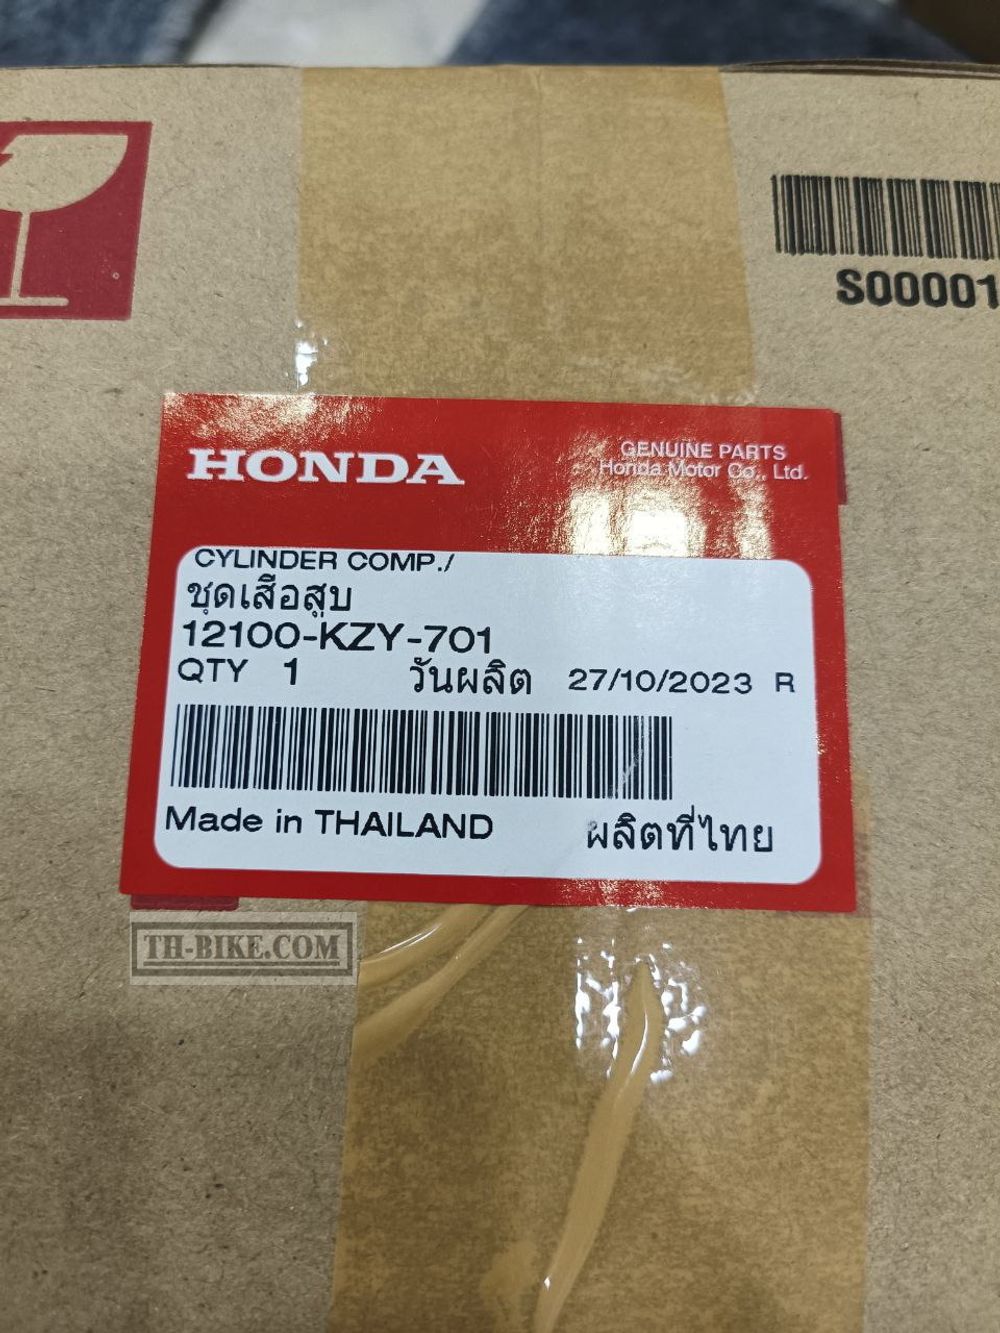 S00001
HONDA
GENUINE PARTS
Honda Motor Co., Ltd.
CYLINDER COMP./
ชุดเสื้อสูบ
12100-KZY-701
QTY 1 วันผลิต 27/10/2023 R
Made in THAILAND ผลิตที่ไทย
TH-BIKE.COM